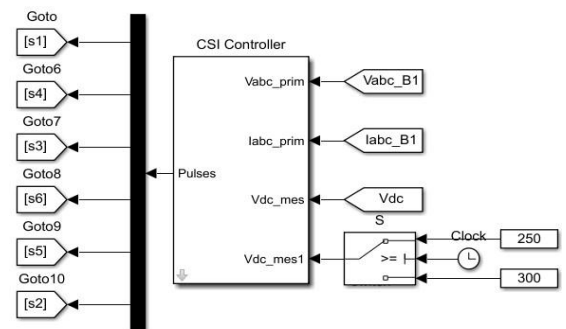 Goto
[s1]
Goto6
[s4]
Goto7
[s3]
Goto8
[s6]
Goto9
[s5]
Goto10
[s2]
CSI Controller
Pulses
Vabc_prim
Iabc_prim
Vdc_mes
Vdc_mes1
Vabc_B1
Iabc_B1
Vdc
S
>=
Clock
250
300